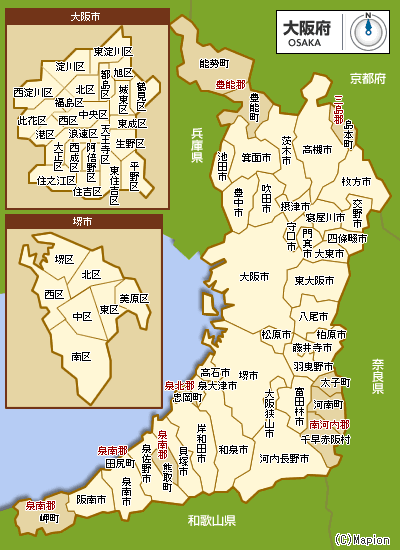 大阪市
東淀川区
淀川区
旭区
都島区
鶴見区
城東区
西淀川区
北区
福島区
中央区
此花区
西区
東成区
港区
浪速区
天王寺区
生野区
大正区
西成区
阿倍野区
東住吉区
平野区
住之江区
住吉区
堺市
堺区
北区
西区
東区
美原区
中区
南区
大阪府
OSAKA
N
京都府
兵庫県
奈良県
和歌山県
能勢町
豊能郡
豊能町
三島郡
島本町
高槻市
茨木市
箕面市
池田市
豊中市
吹田市
摂津市
枚方市
交野市
寝屋川市
守口市
門真市
四條畷市
大東市
大阪市
東大阪市
八尾市
松原市
柏原市
藤井寺市
羽曳野市
太子町
河南町
南河内郡
千早赤阪村
富田林市
大阪狭山市
堺市
高石市
泉大津市
泉北郡
忠岡町
和泉市
河内長野市
岸和田市
貝塚市
泉南郡
熊取町
泉佐野市
泉南郡
田尻町
泉南市
阪南市
泉南郡
岬町
(C)Mapion